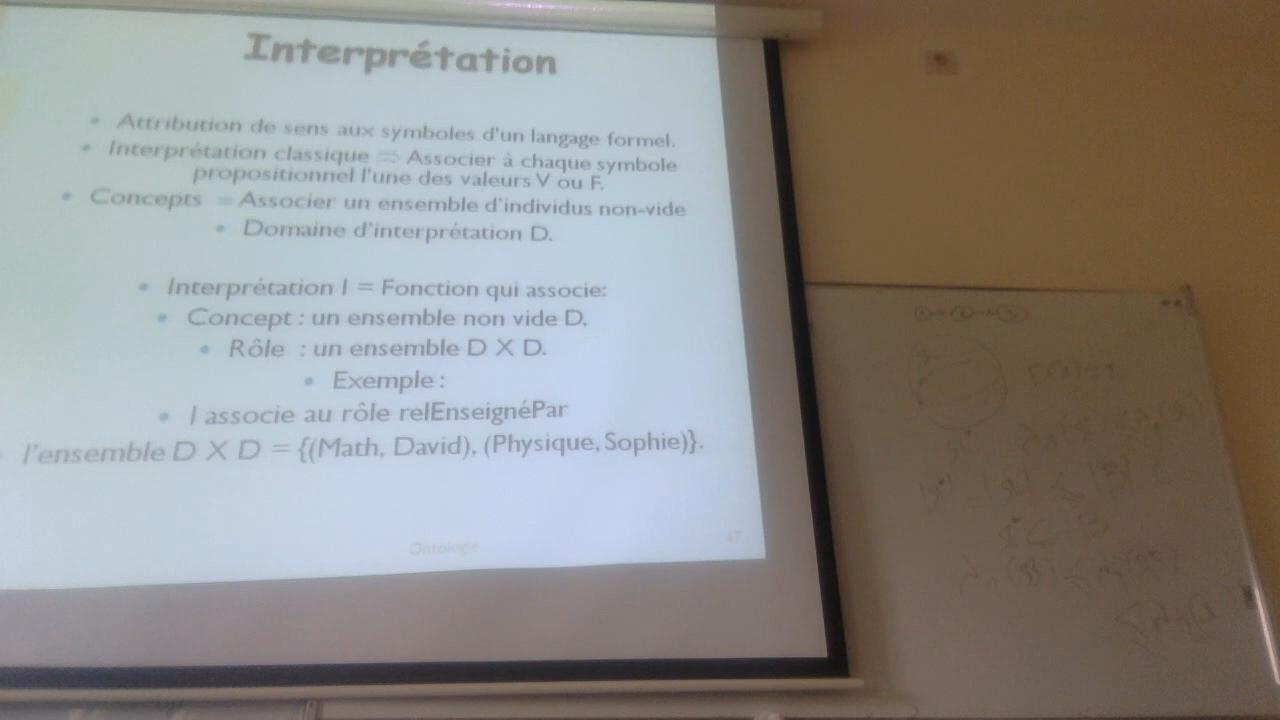 Interprétation
• Attribution de sens aux symboles d'un langage formel.
• Interprétation classique => Associer à chaque symbole
propositionnel l'une des valeurs V ou F.
• Concepts = Associer un ensemble d'individus non-vide
• Domaine d'interprétation D.
• Interprétation I = Fonction qui associe:
• Concept : un ensemble non vide D.
• Rôle : un ensemble D X D.
• Exemple :
• I associe au rôle relEnseignéPar
l'ensemble D X D = {(Math, David), (Physique, Sophie)}.
Ontologie
47